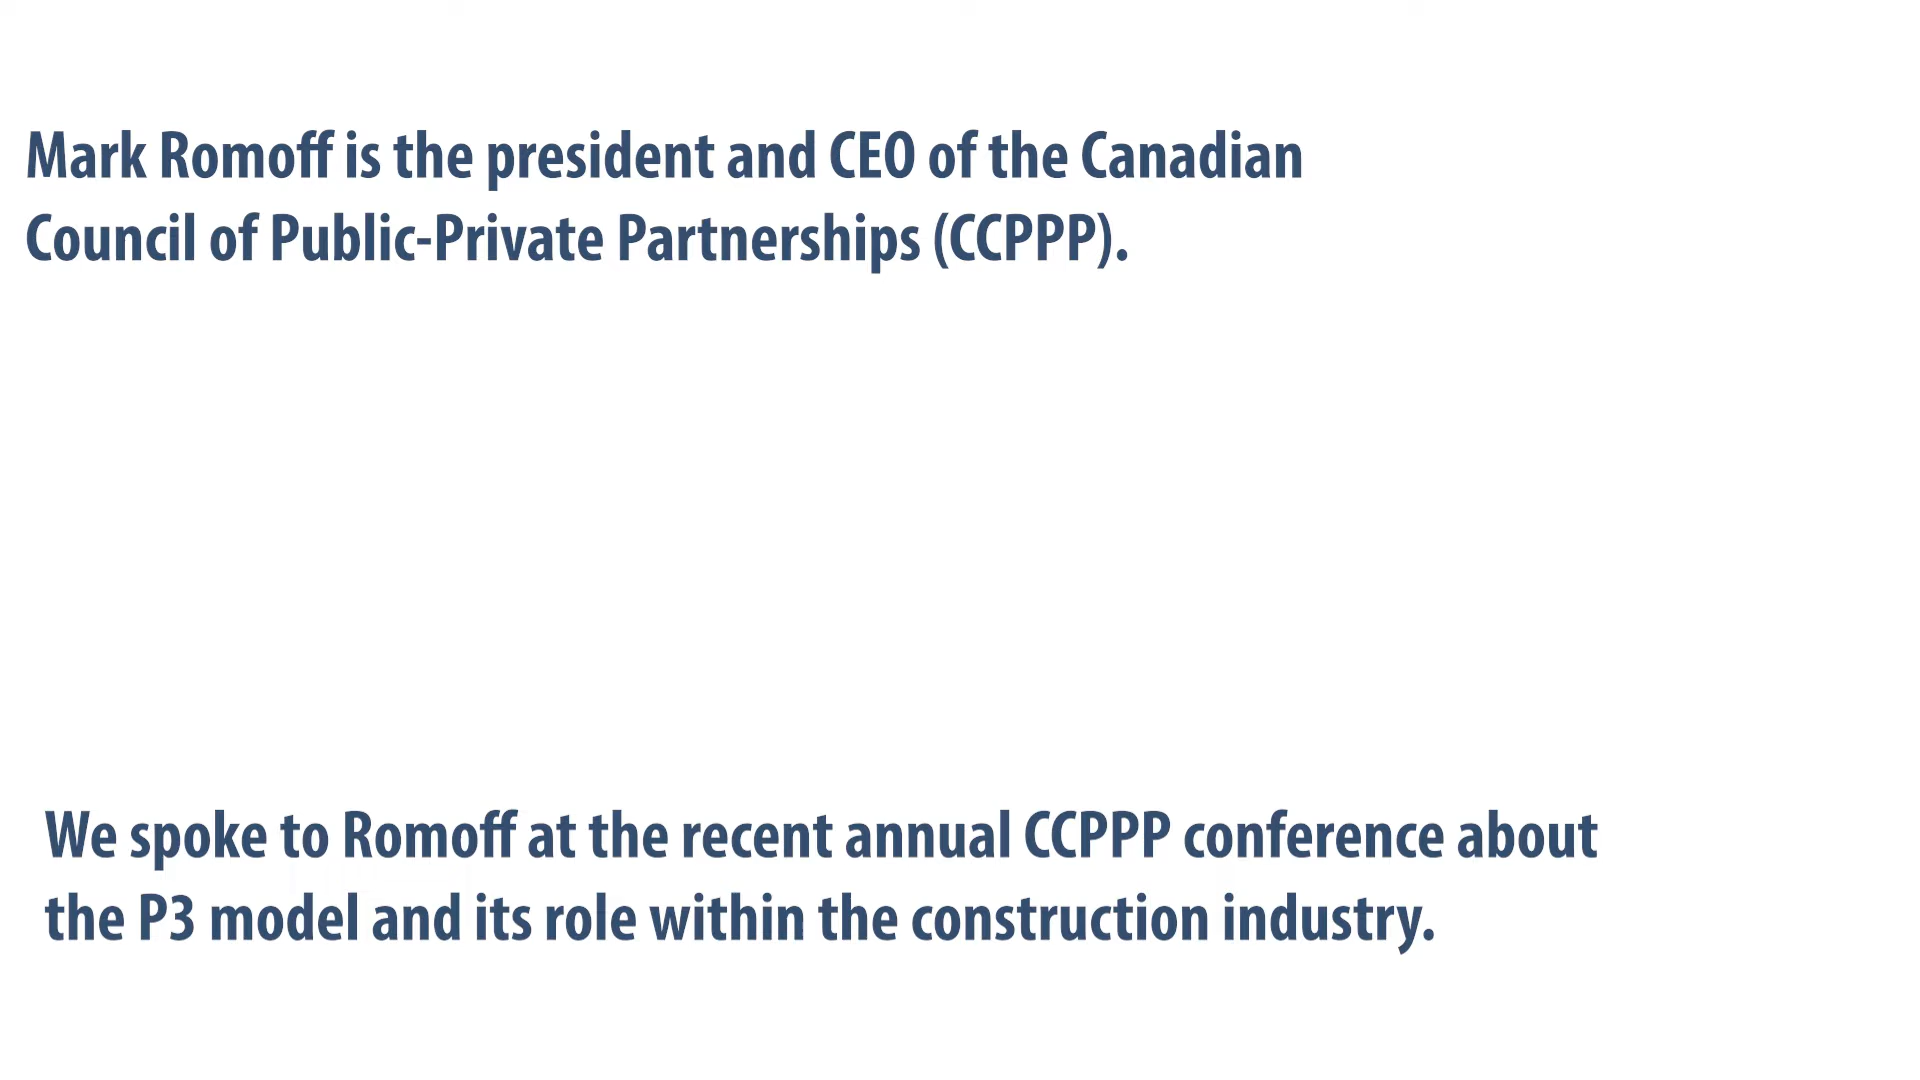 Mark Romoff is the president and CEO of the Canadian
Council of Public-Private Partnerships (CCPPP).
We spoke to Romoff at the recent annual CCPPP conference about
the P3 model and its role within the construction industry.